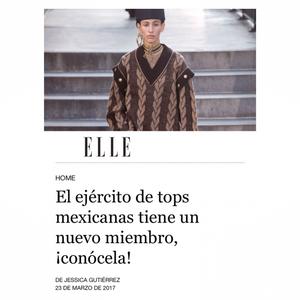 ELLE
HOME
El ejército de tops
mexicanas tiene un
nuevo miembro,
¡conócela!
DE JESSICA GUTIÉRREZ
23 DE MARZO DE 2017